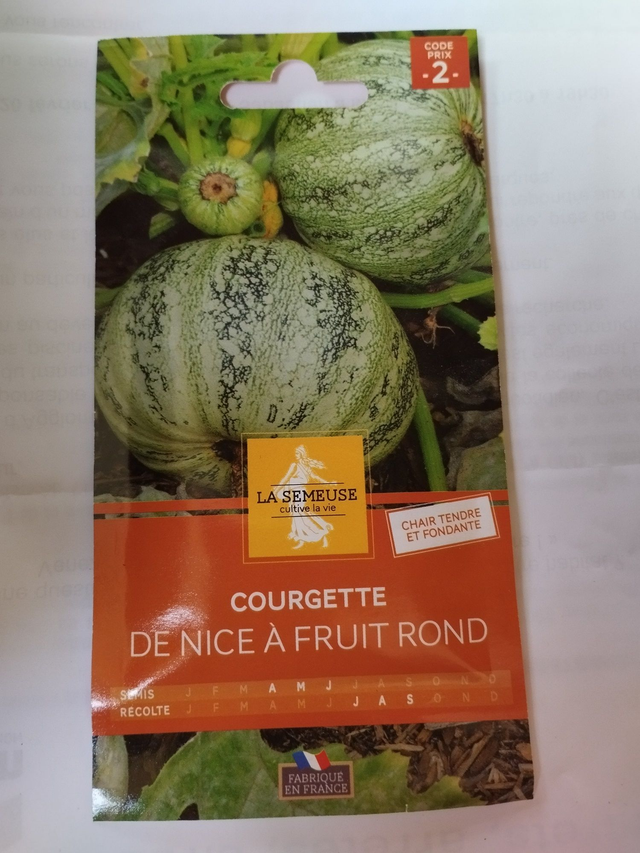 CODE
PRIX
- 2 -
LA SEMEUSE
cultive la vie
CHAIR TENDRE
ET FONDANTE
COURGETTE
DE NICE À FRUIT ROND
SEMIS J F M A M J J A S O N D
RÉCOLTE J F M A M J J A S O N D
FABRIQUÉ
EN FRANCE